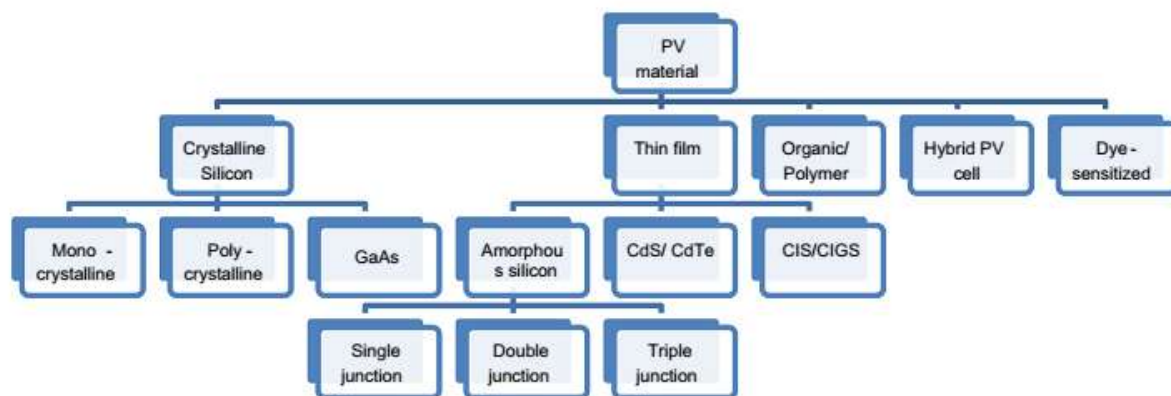 PV
material
Crystalline
Silicon
Thin film
Organic/
Polymer
Hybrid PV
cell
Dye -
sensitized
Mono -
crystalline
Poly -
crystalline
GaAs
Amorphou
s silicon
CdS/ CdTe
CIS/CIGS
Single
junction
Double
junction
Triple
junction